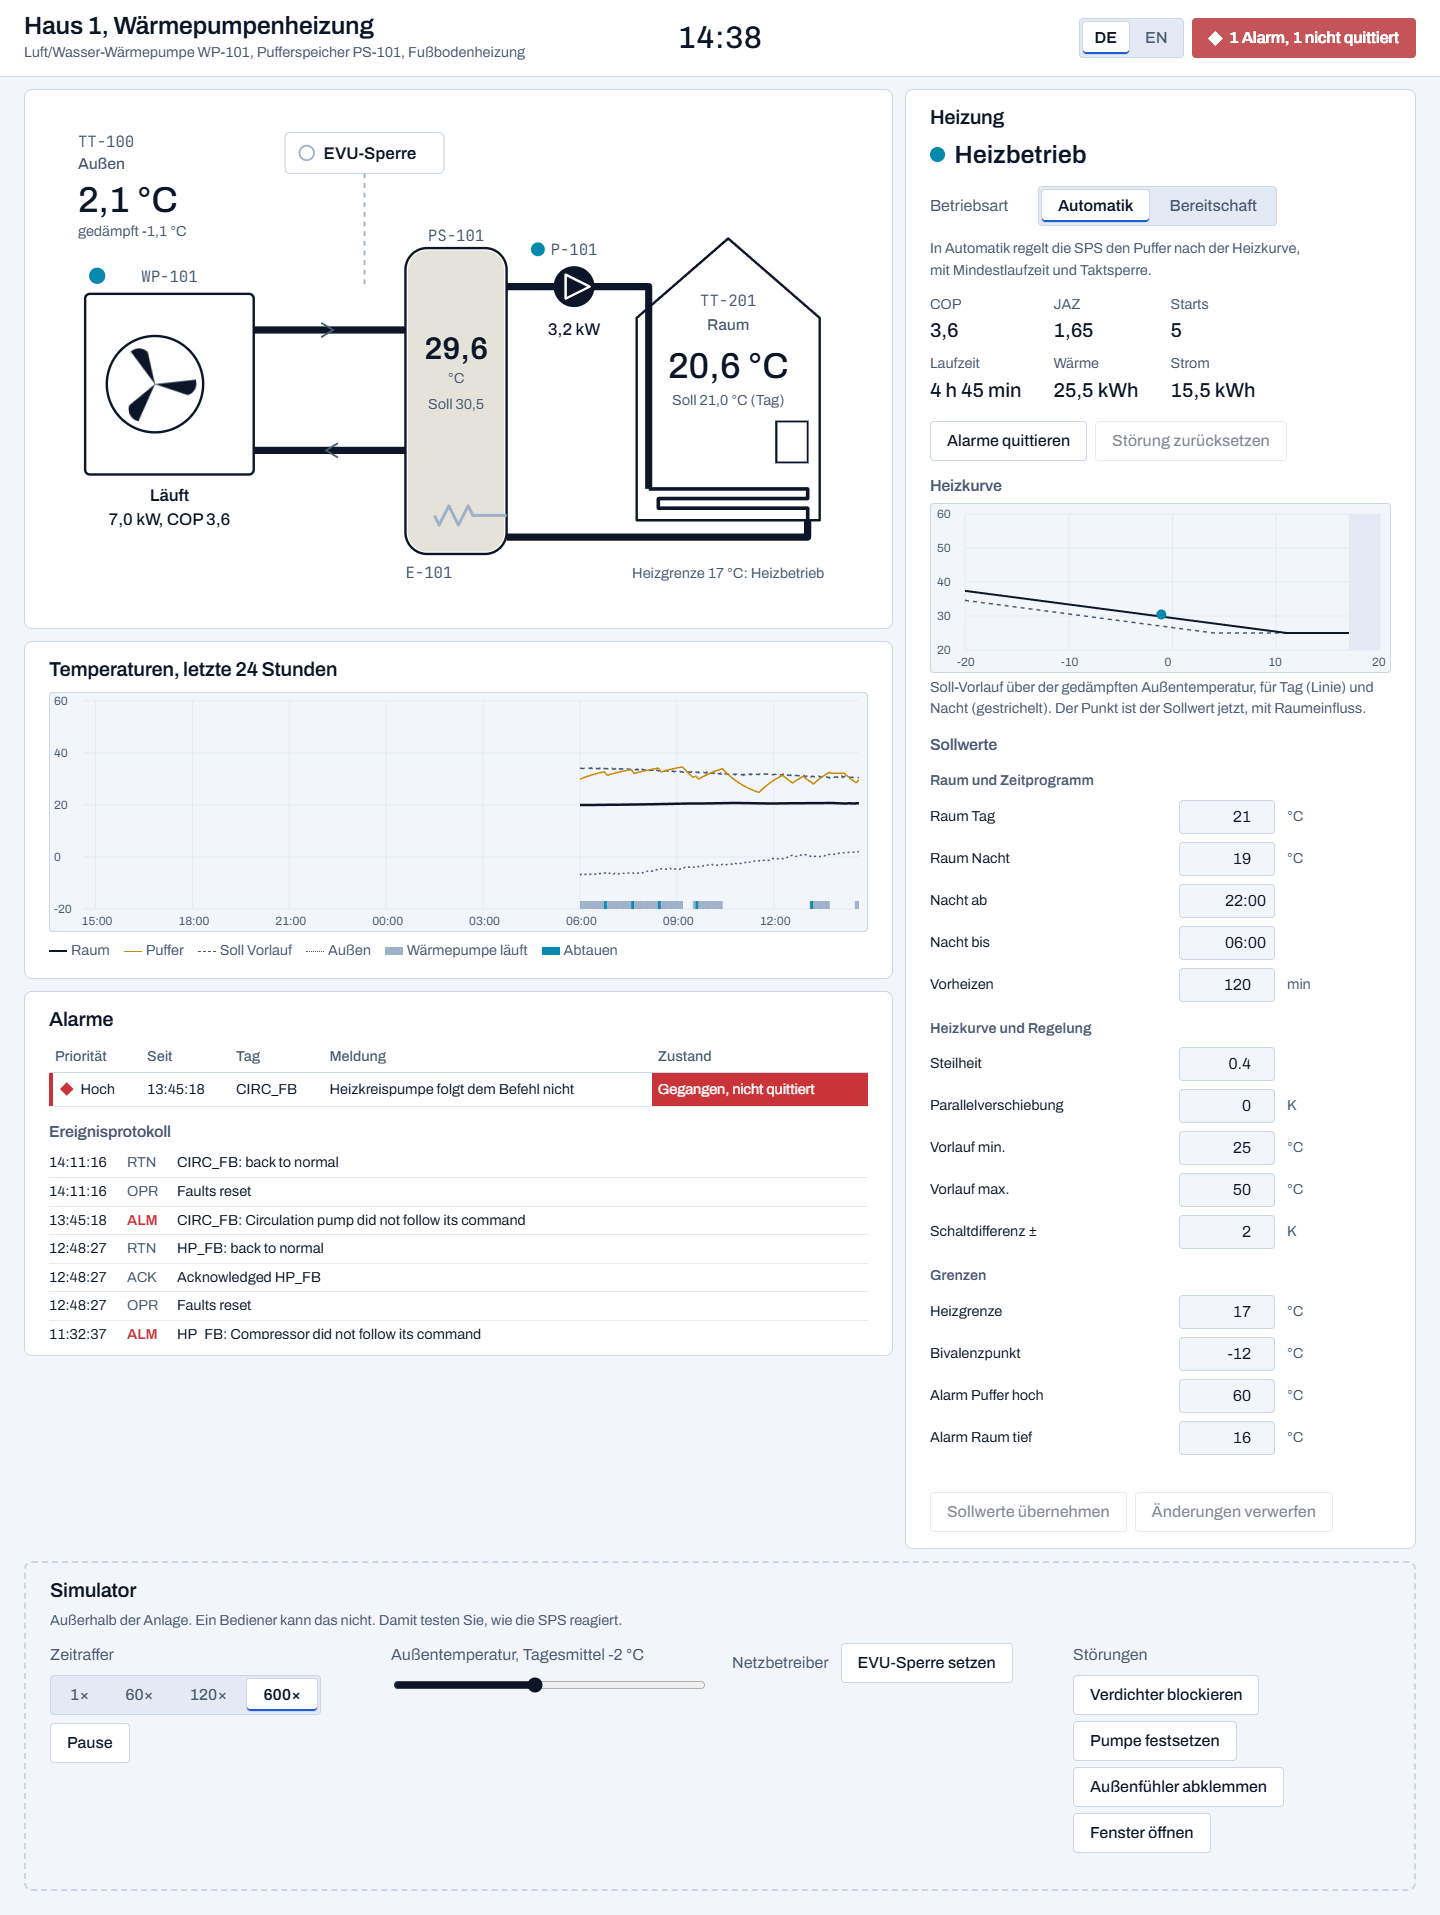 Haus 1, Wärmepumpenheizung
Luft/Wasser-Wärmepumpe WP-101, Pufferspeicher PS-101, Fußbodenheizung
14:38
DE EN
1 Alarm, 1 nicht quittiert
TT-100
Außen
2,1 °C
gedämpft -1,1 °C
EVU-Sperre
WP-101
PS-101
P-101
3,2 kW
29,6
°C
Soll 30,5
TT-201
Raum
20,6 °C
Soll 21,0 °C (Tag)
Läuft
7,0 kW, COP 3,6
E-101
Heizgrenze 17 °C: Heizbetrieb
Temperaturen, letzte 24 Stunden
60
40
20
0
-20
15:00 18:00 21:00 00:00 03:00 06:00 09:00 12:00
Raum Puffer Soll Vorlauf Außen Wärmepumpe läuft Abtauen
Alarme
Priorität Seit Tag Meldung Zustand
Hoch 13:45:18 CIRC_FB Heizkreispumpe folgt dem Befehl nicht Gegangen, nicht quittiert
Ereignisprotokoll
14:11:16 RTN CIRC_FB: back to normal
14:11:16 OPR Faults reset
13:45:18 ALM CIRC_FB: Circulation pump did not follow its command
12:48:27 RTN HP_FB: back to normal
12:48:27 ACK Acknowledged HP_FB
12:48:27 OPR Faults reset
11:32:37 ALM HP_FB: Compressor did not follow its command
Heizung
Heizbetrieb
Betriebsart Automatik Bereitschaft
In Automatik regelt die SPS den Puffer nach der Heizkurve,
mit Mindestlaufzeit und Taktsperre.
COP JAZ Starts
3,6 1,65 5
Laufzeit Wärme Strom
4 h 45 min 25,5 kWh 15,5 kWh
Alarme quittieren Störung zurücksetzen
Heizkurve
60
50
40
30
20
-20 -10 0 10 20
Soll-Vorlauf über der gedämpften Außentemperatur, für Tag (Linie) und
Nacht (gestrichelt). Der Punkt ist der Sollwert jetzt, mit Raumeinfluss.
Sollwerte
Raum und Zeitprogramm
Raum Tag 21 °C
Raum Nacht 19 °C
Nacht ab 22:00
Nacht bis 06:00
Vorheizen 120 min
Heizkurve und Regelung
Steilheit 0.4
Parallelverschiebung 0 K
Vorlauf min. 25 °C
Vorlauf max. 50 °C
Schaltdifferenz ± 2 K
Grenzen
Heizgrenze 17 °C
Bivalenzpunkt -12 °C
Alarm Puffer hoch 60 °C
Alarm Raum tief 16 °C
Sollwerte übernehmen Änderungen verwerfen
Simulator
Außerhalb der Anlage. Ein Bediener kann das nicht. Damit testen Sie, wie die SPS reagiert.
Zeitraffer
1× 60× 120× 600×
Pause
Außentemperatur, Tagesmittel -2 °C
Netzbetreiber EVU-Sperre setzen
Störungen
Verdichter blockieren
Pumpe festsetzen
Außenfühler abklemmen
Fenster öffnen